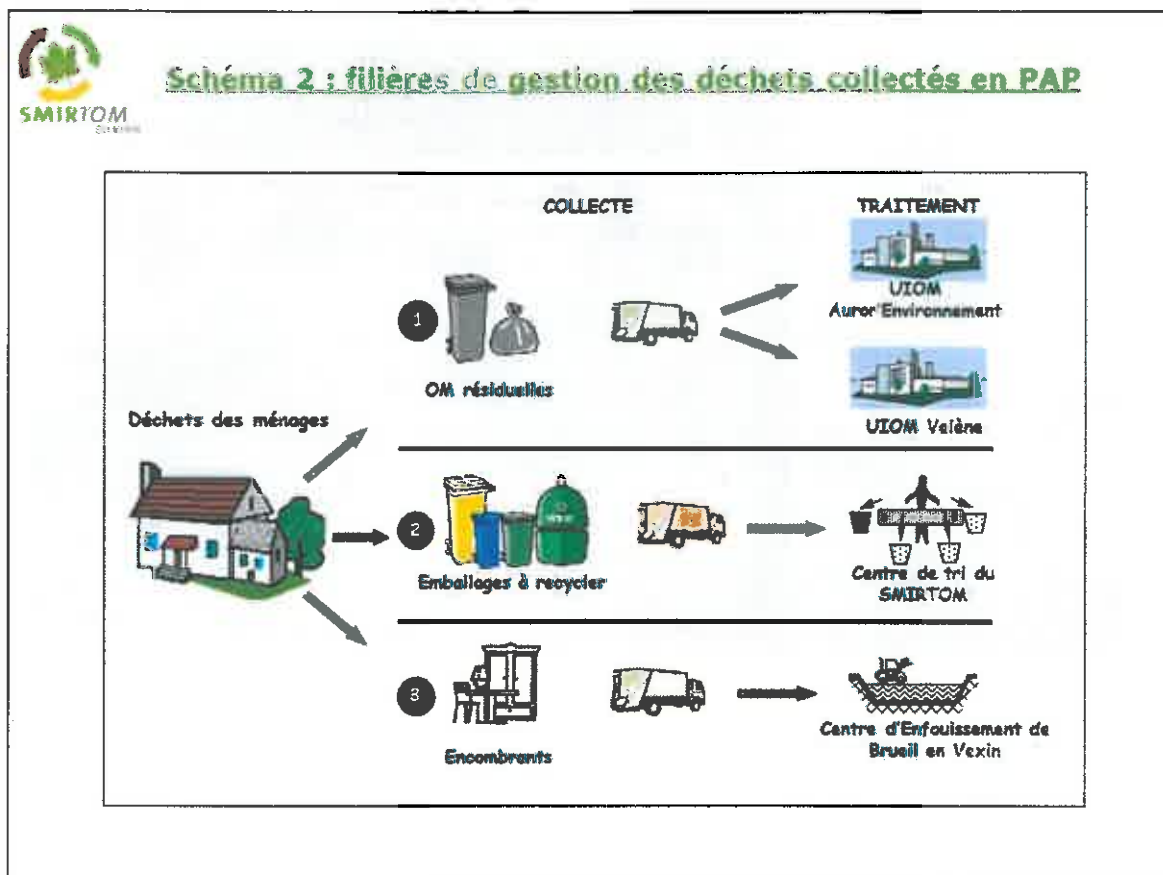 Schéma 2 : filières de gestion des déchets collectés en PAP
SMIRTOM
COLLECTE
TRAITEMENT
UIOM
Auror'Environnement
1
OM résiduelles
UIOM Valène
Déchets des ménages
2
Emballages à recycler
Centre de tri du
SMIRTOM
3
Encombrants
Centre d'Enfouissement de
Brueil en Vexin